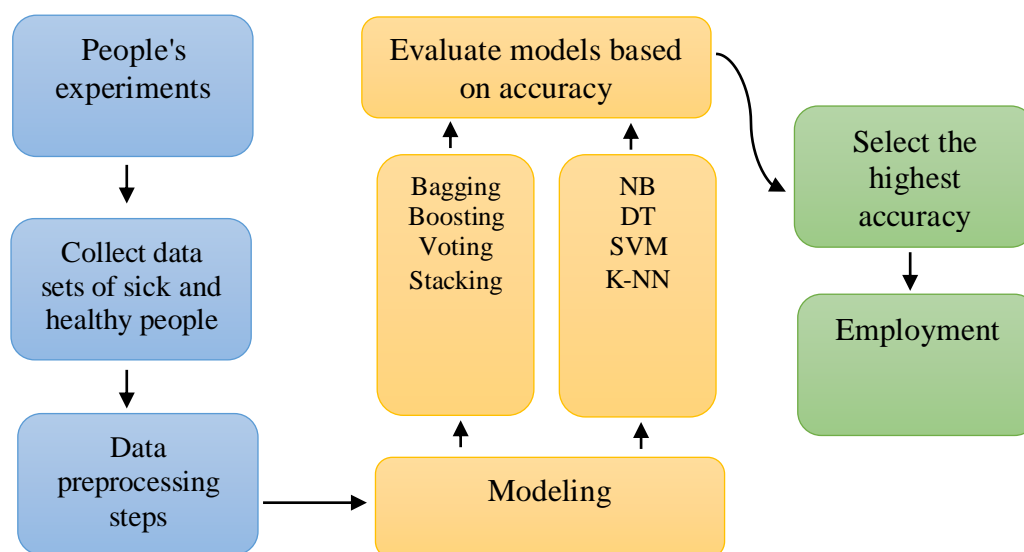 People's
experiments
Collect data
sets of sick and
healthy people
Data
preprocessing
steps
Modeling
Bagging
Boosting
Voting
Stacking
NB
DT
SVM
K-NN
Evaluate models based
on accuracy
Select the
highest
accuracy
Employment